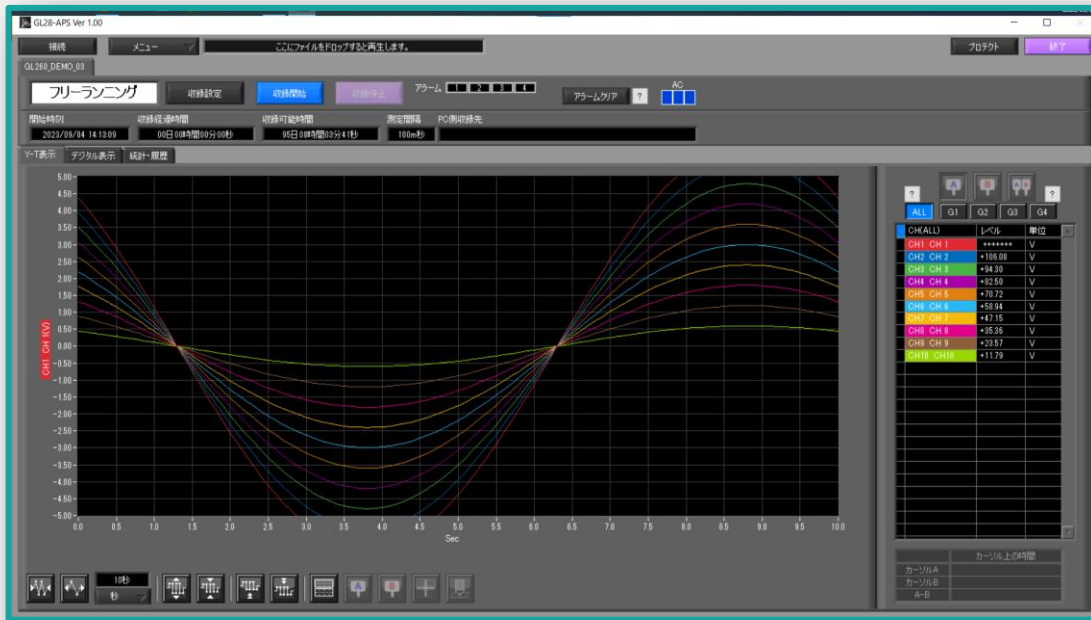 GL28-APS Ver 1.00
接続 メニュー ここにファイルをドロップすると再生します。 プロテクト 終了
GL260_DEMO_03
フリーランニング 収録設定 収録開始 収録停止 アラーム 1 2 3 4 アラームクリア ? AC
開始時刻 収録経過時間 収録可能時間 測定間隔 PC側収録先
2023/09/04 14:13:09 00日00時間00分00秒 95日08時間03分41秒 100m秒
Y-T表示 デジタル表示 統計・履歴
? A B A B ?
ALL G1 G2 G3 G4
CH(ALL) レベル 単位
CH1 CH 1 +++++++ V
CH2 CH 2 +106.08 V
CH3 CH 3 +94.30 V
CH4 CH 4 +82.50 V
CH5 CH 5 +70.72 V
CH6 CH 6 +58.94 V
CH7 CH 7 +47.15 V
CH8 CH 8 +35.36 V
CH9 CH 9 +23.57 V
CH10 CH10 +11.79 V
5.00
4.50
4.00
3.50
3.00
2.50
2.00
1.50
1.00
0.50
0.00
-0.50
-1.00
-1.50
-2.00
-2.50
-3.00
-3.50
-4.00
-4.50
-5.00
CH1 CH 1(V)
0.0 0.5 1.0 1.5 2.0 2.5 3.0 3.5 4.0 4.5 5.0 5.5 6.0 6.5 7.0 7.5 8.0 8.5 9.0 9.5 10.0
Sec
10秒
秒
A B
カーソル上の時間
カーソルA
カーソルB
A-B